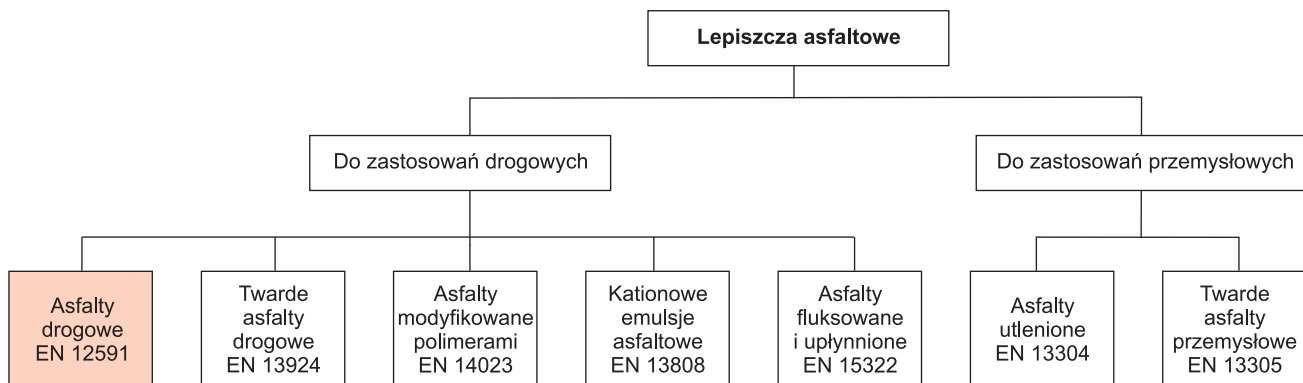 Lepiszcza asfaltowe
Do zastosowań drogowych
Do zastosowań przemysłowych
Asfalty
drogowe
EN 12591
Twarde
asfalty
drogowe
EN 13924
Asfalty
modyfikowane
polimerami
EN 14023
Kationowe
emulsje
asfaltowe
EN 13808
Asfalty
fluksowane
i upłynnione
EN 15322
Asfalty
utlenione
EN 13304
Twarde
asfalty
przemysłowe
EN 13305